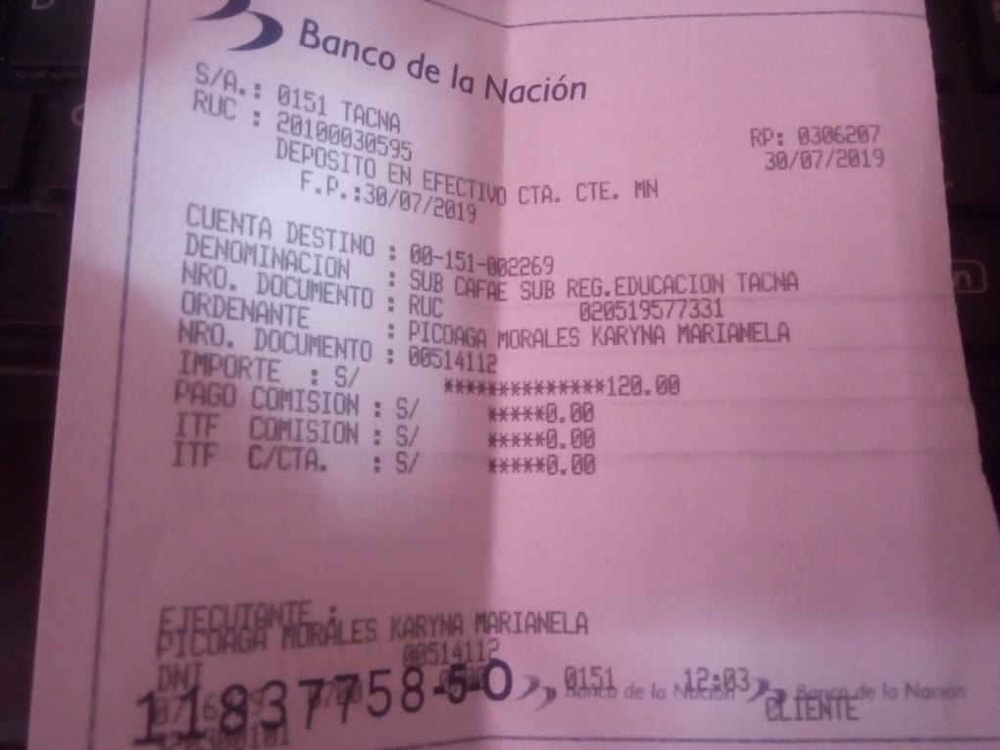 Banco de la Nación
S/A.: 0151 TACNA
RUC : 20100030595
RP: 0306207
30/07/2019
DEPOSITO EN EFECTIVO CTA. CTE. MN
F.P.:30/07/2019
CUENTA DESTINO : 00-151-002269
DENOMINACION : SUB CAFAE SUB REG.EDUCACION TACNA
NRO. DOCUMENTO : RUC 020519577331
ORDENANTE : PICOAGA MORALES KARYNA MARIANELA
NRO. DOCUMENTO : 00514112
IMPORTE : S/ **************120.00
PAGO COMISION : S/ *****0.00
ITF COMISION : S/ *****0.00
ITF C/CTA. : S/ *****0.00
EJECUTANTE :
PICOAGA MORALES KARYNA MARIANELA
DNI 00514112
0151 12:03
11837758-5-0
Banco de la Nación
Banco de la Nación
CLIENTE